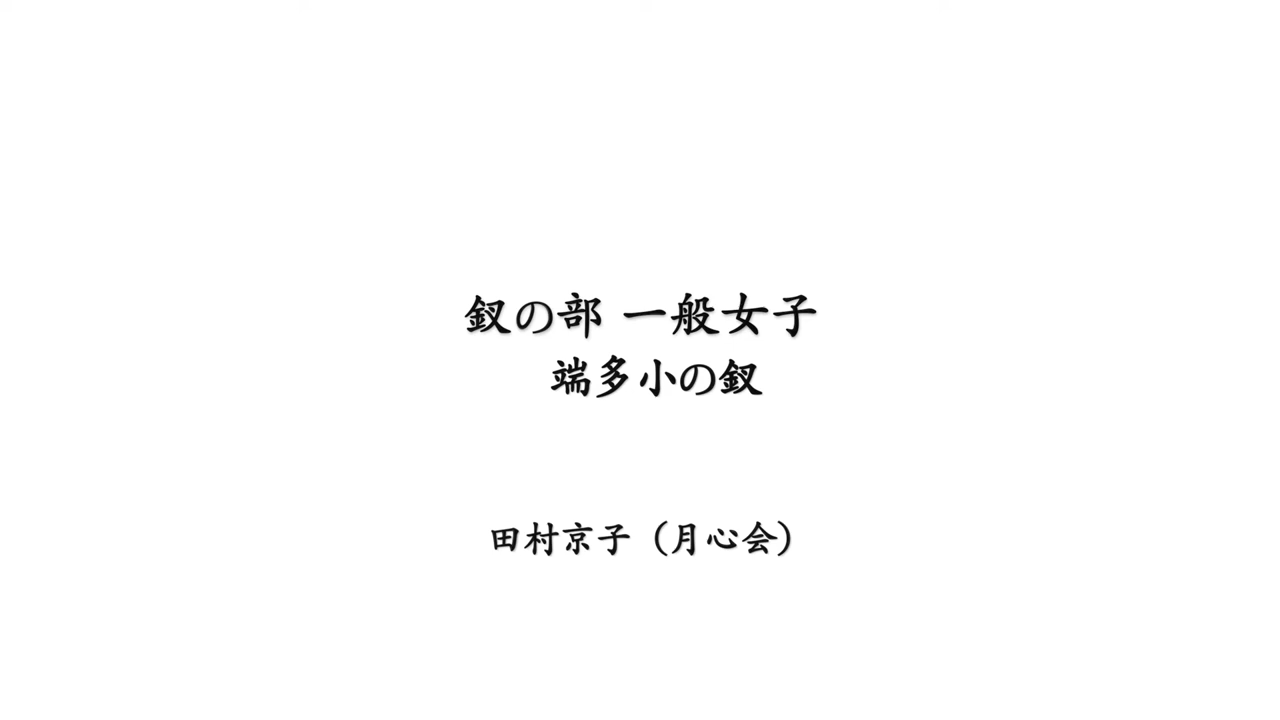 釵の部 一般女子
端多小の釵
田村京子（月心会）